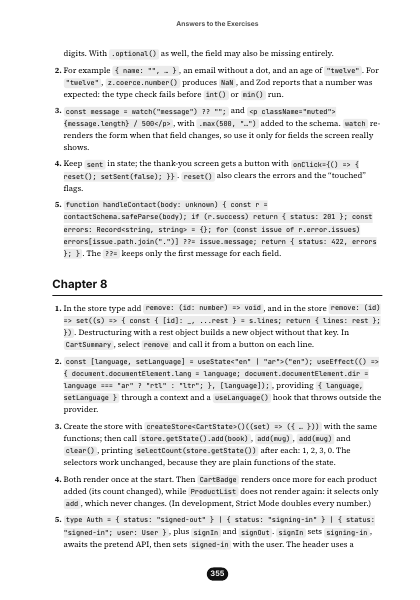 Answers to the Exercises
digits. With .optional() as well, the field may also be missing entirely.
2. For example { name: "", … }, an email without a dot, and an age of "twelve". For
"twelve", z.coerce.number() produces NaN, and Zod reports that a number was
expected: the type check fails before int() or min() run.
3. const message = watch("message") ?? ""; and <p className="muted">
{message.length} / 500</p>, with .max(500, "…") added to the schema. watch re-
renders the form when that field changes, so use it only for fields the screen really
shows.
4. Keep sent in state; the thank-you screen gets a button with onClick={() => {
reset(); setSent(false); }}. reset() also clears the errors and the "touched"
flags.
5. function handleContact(body: unknown) { const r =
contactSchema.safeParse(body); if (r.success) return { status: 201 }; const
errors: Record<string, string> = {}; for (const issue of r.error.issues)
errors[issue.path.join(".")] ??= issue.message; return { status: 422, errors
}; }. The ??= keeps only the first message for each field.
Chapter 8
1. In the store type add remove: (id: number) => void, and in the store remove: (id)
=> set((s) => { const { [id]: _, ...rest } = s.lines; return { lines: rest };
}). Destructuring with a rest object builds a new object without that key. In
CartSummary, select remove and call it from a button on each line.
2. const [language, setLanguage] = useState<"en" | "ar">("en"); useEffect(() =>
{ document.documentElement.lang = language; document.documentElement.dir =
language === "ar" ? "rtl" : "ltr"; }, [language]);, providing { language,
setLanguage } through a context and a useLanguage() hook that throws outside the
provider.
3. Create the store with createStore<CartState>()((set) => ({ … })) with the same
functions; then call store.getState().add(book), add(mug), add(mug) and
clear(), printing selectCount(store.getState()) after each: 1, 2, 3, 0. The
selectors work unchanged, because they are plain functions of the state.
4. Both render once at the start. Then CartBadge renders once more for each product
added (its count changed), while ProductList does not render again: it selects only
add, which never changes. (In development, Strict Mode doubles every number.)
5. type Auth = { status: "signed-out" } | { status: "signing-in" } | { status:
"signed-in"; user: User }, plus signIn and signOut. signIn sets signing-in,
awaits the pretend API, then sets signed-in with the user. The header uses a
355